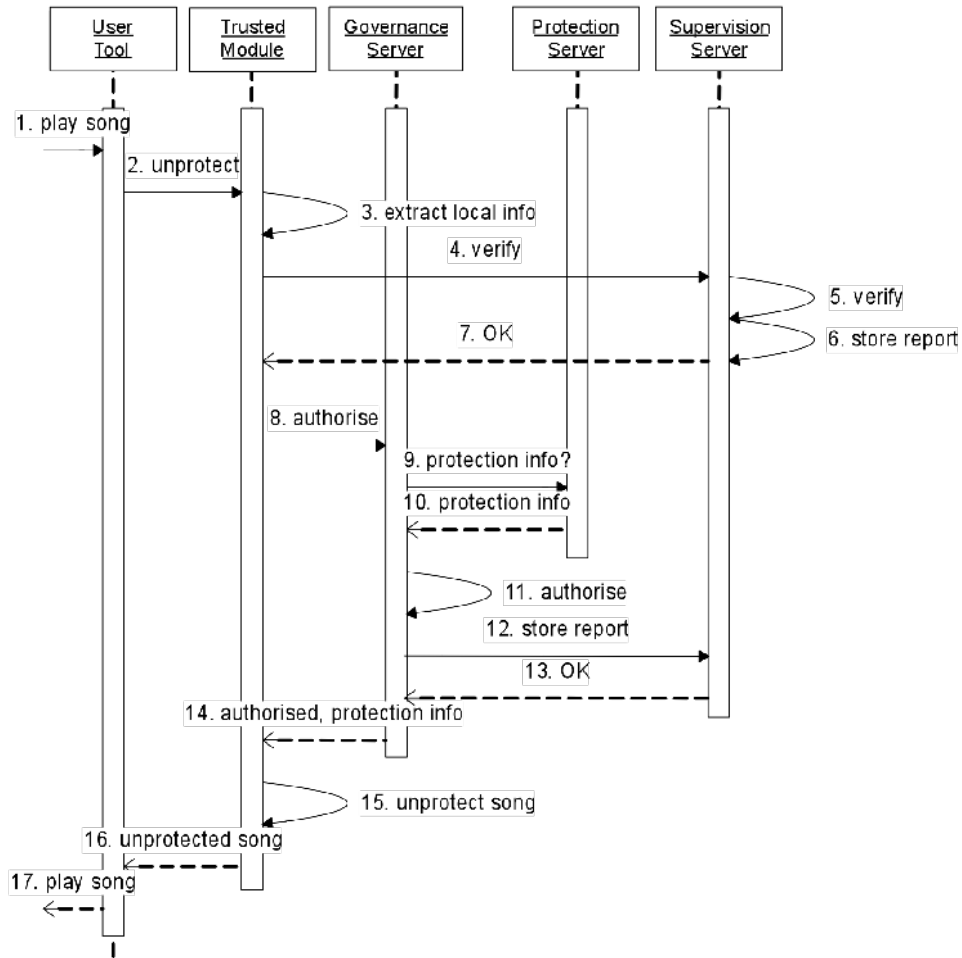 User
Tool
Trusted
Module
Governance
Server
Protection
Server
Supervision
Server
1. play song
2. unprotect
3. extract local info
4. verify
5. verify
6. store report
7. OK
8. authorise
9. protection info?
10. protection info
11. authorise
12. store report
13. OK
14. authorised, protection info
15. unprotect song
16. unprotected song
17. play song